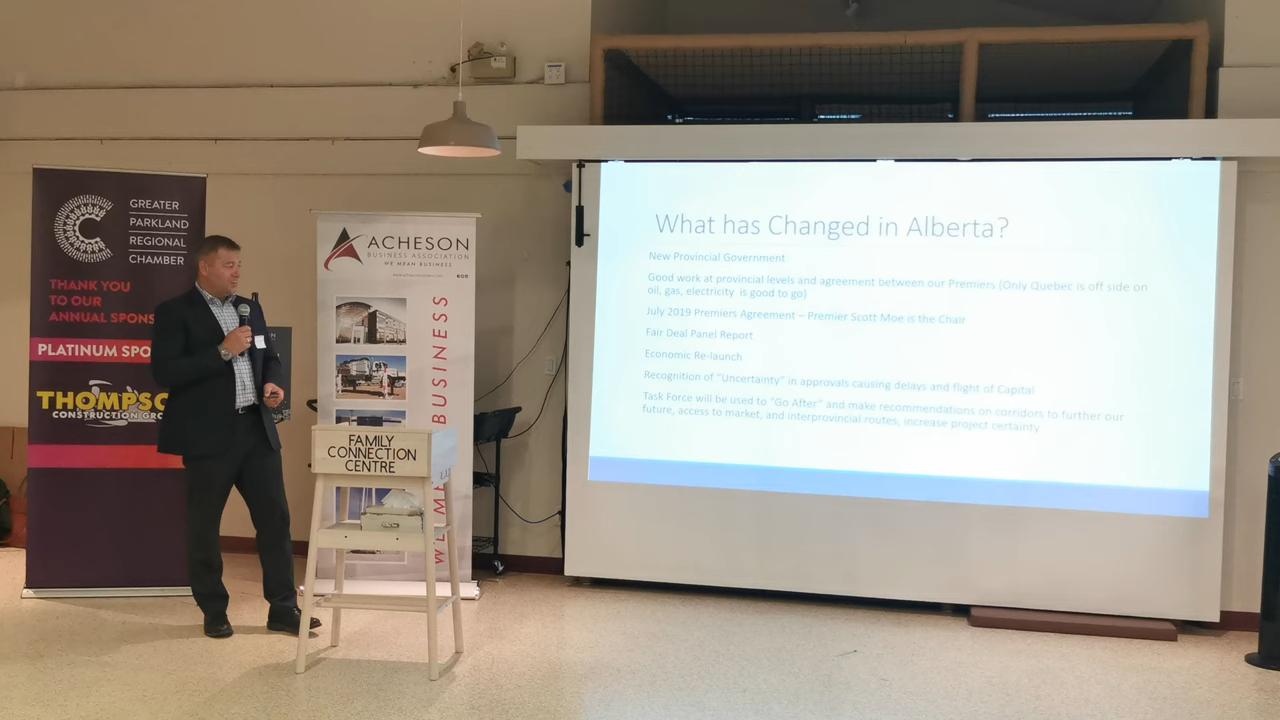 GREATER
PARKLAND
REGIONAL
CHAMBER
THANK YOU
TO OUR
ANNUAL SPONS
PLATINUM SPO
THOMPSO
CONSTRUCTION GRO
ACHESON
BUSINESS ASSOCIATION
WE MEAN BUSINESS
BUSINESS
FAMILY
CONNECTION
CENTRE
What has Changed in Alberta?
New Provincial Government
Good work at provincial levels and agreement between our Premiers (Only Quebec is off side on
oil, gas, electricity is good to go)
July 2019 Premiers Agreement – Premier Scott Moe is the Chair
Fair Deal Panel Report
Economic Re-launch
Recognition of "Uncertainty" in approvals causing delays and flight of Capital
Task Force will be used to "Go After" and make recommendations on corridors to further our
future, access to market, and interprovincial routes, increase project certainty